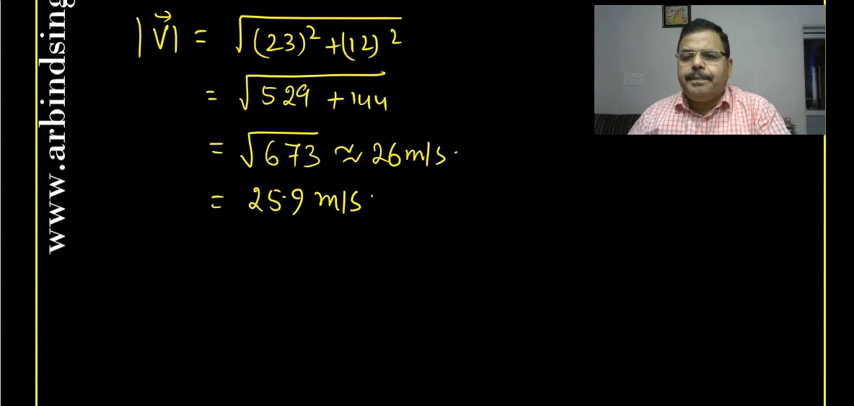 |V⃗| = √(23)² + (12)²
= √529 + 144
= √673 ≈ 26 m/s.
= 25.9 m/s.
www.arbindsing